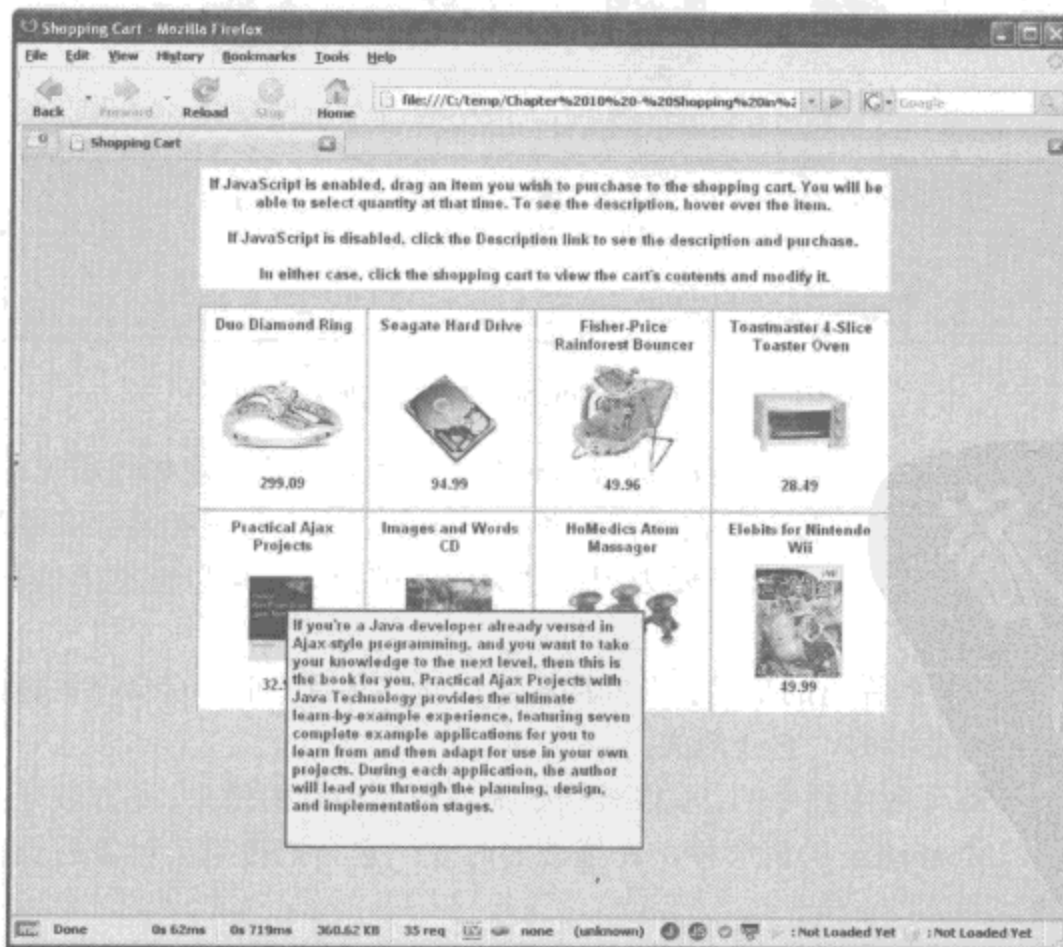 Shopping Cart - Mozilla Firefox
File Edit View History Bookmarks Tools Help
Back Forward Reload Stop Home
file:///C:/temp/Chapter%2010%20-%20Shopping%20in%2
Google
Shopping Cart
If JavaScript is enabled, drag an item you wish to purchase to the shopping cart. You will be
able to select quantity at that time. To see the description, hover over the item.
If JavaScript is disabled, click the Description link to see the description and purchase.
In either case, click the shopping cart to view the cart's contents and modify it.
Duo Diamond Ring
299.09
Seagate Hard Drive
94.99
Fisher-Price
Rainforest Bouncer
49.96
Toastmaster 4-Slice
Toaster Oven
28.49
Practical Ajax
Projects
32.
Images and Words
CD
HoMedics Atom
Massager
Elebits for Nintendo
Wii
49.99
If you're a Java developer already versed in
Ajax-style programming, and you want to take
your knowledge to the next level, then this is
the book for you. Practical Ajax Projects with
Java Technology provides the ultimate
learn-by-example experience, featuring seven
complete example applications for you to
learn from and then adapt for use in your own
projects. During each application, the author
will lead you through the planning, design,
and implementation stages.
Done 0s 62ms 0s 719ms 360.62 KB 35 req none (unknown) : Not Loaded Yet : Not Loaded Yet